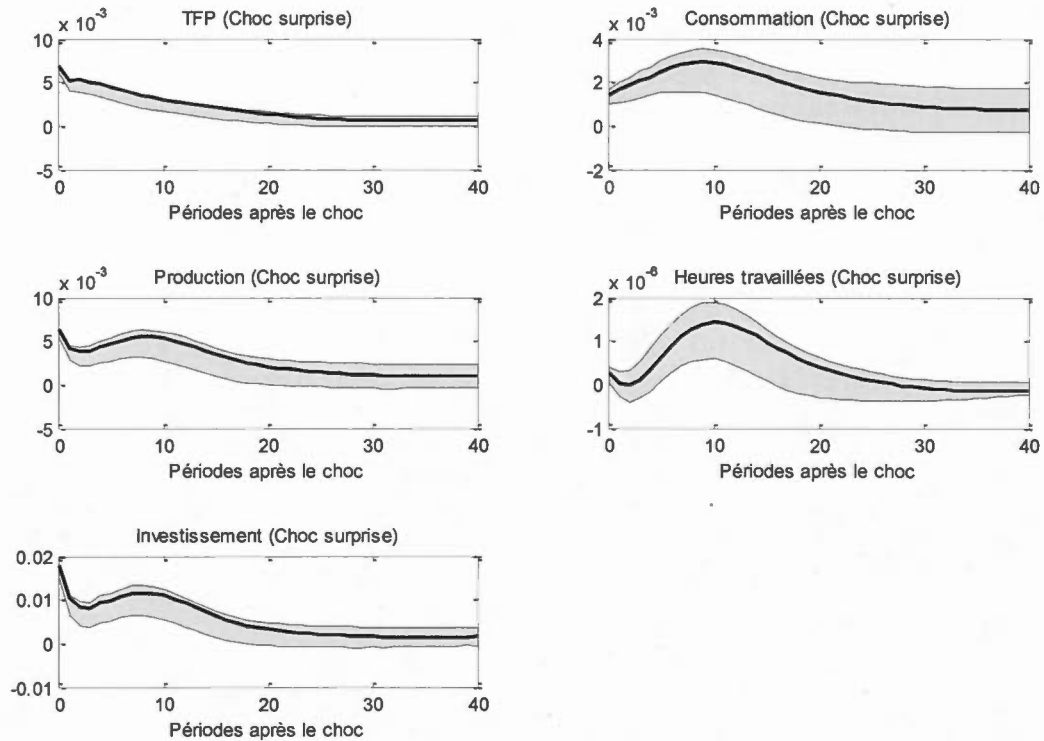 TFP (Choc surprise)
x 10⁻³
10
5
0
-5
0 10 20 30 40
Périodes après le choc
Consommation (Choc surprise)
x 10⁻³
4
2
0
-2
0 10 20 30 40
Périodes après le choc
Production (Choc surprise)
x 10⁻³
10
5
0
-5
0 10 20 30 40
Périodes après le choc
Heures travaillées (Choc surprise)
x 10⁻⁶
2
1
0
-1
0 10 20 30 40
Périodes après le choc
Investissement (Choc surprise)
0.02
0.01
0
-0.01
0 10 20 30 40
Périodes après le choc